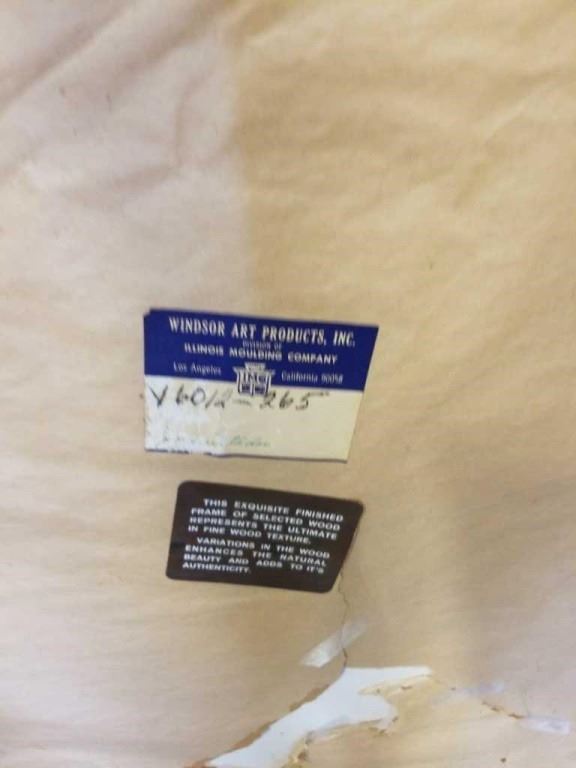 WINDSOR ART PRODUCTS, INC.
DIVISION OF
ILLINOIS MOULDING COMPANY
Los Angeles California 90058
Y6012-265
THIS EXQUISITE FINISHED
FRAME OF SELECTED WOOD
REPRESENTS THE ULTIMATE
IN FINE WOOD TEXTURE.
VARIATIONS IN THE WOOD
ENHANCES THE NATURAL
BEAUTY AND ADDS TO IT'S
AUTHENTICITY.